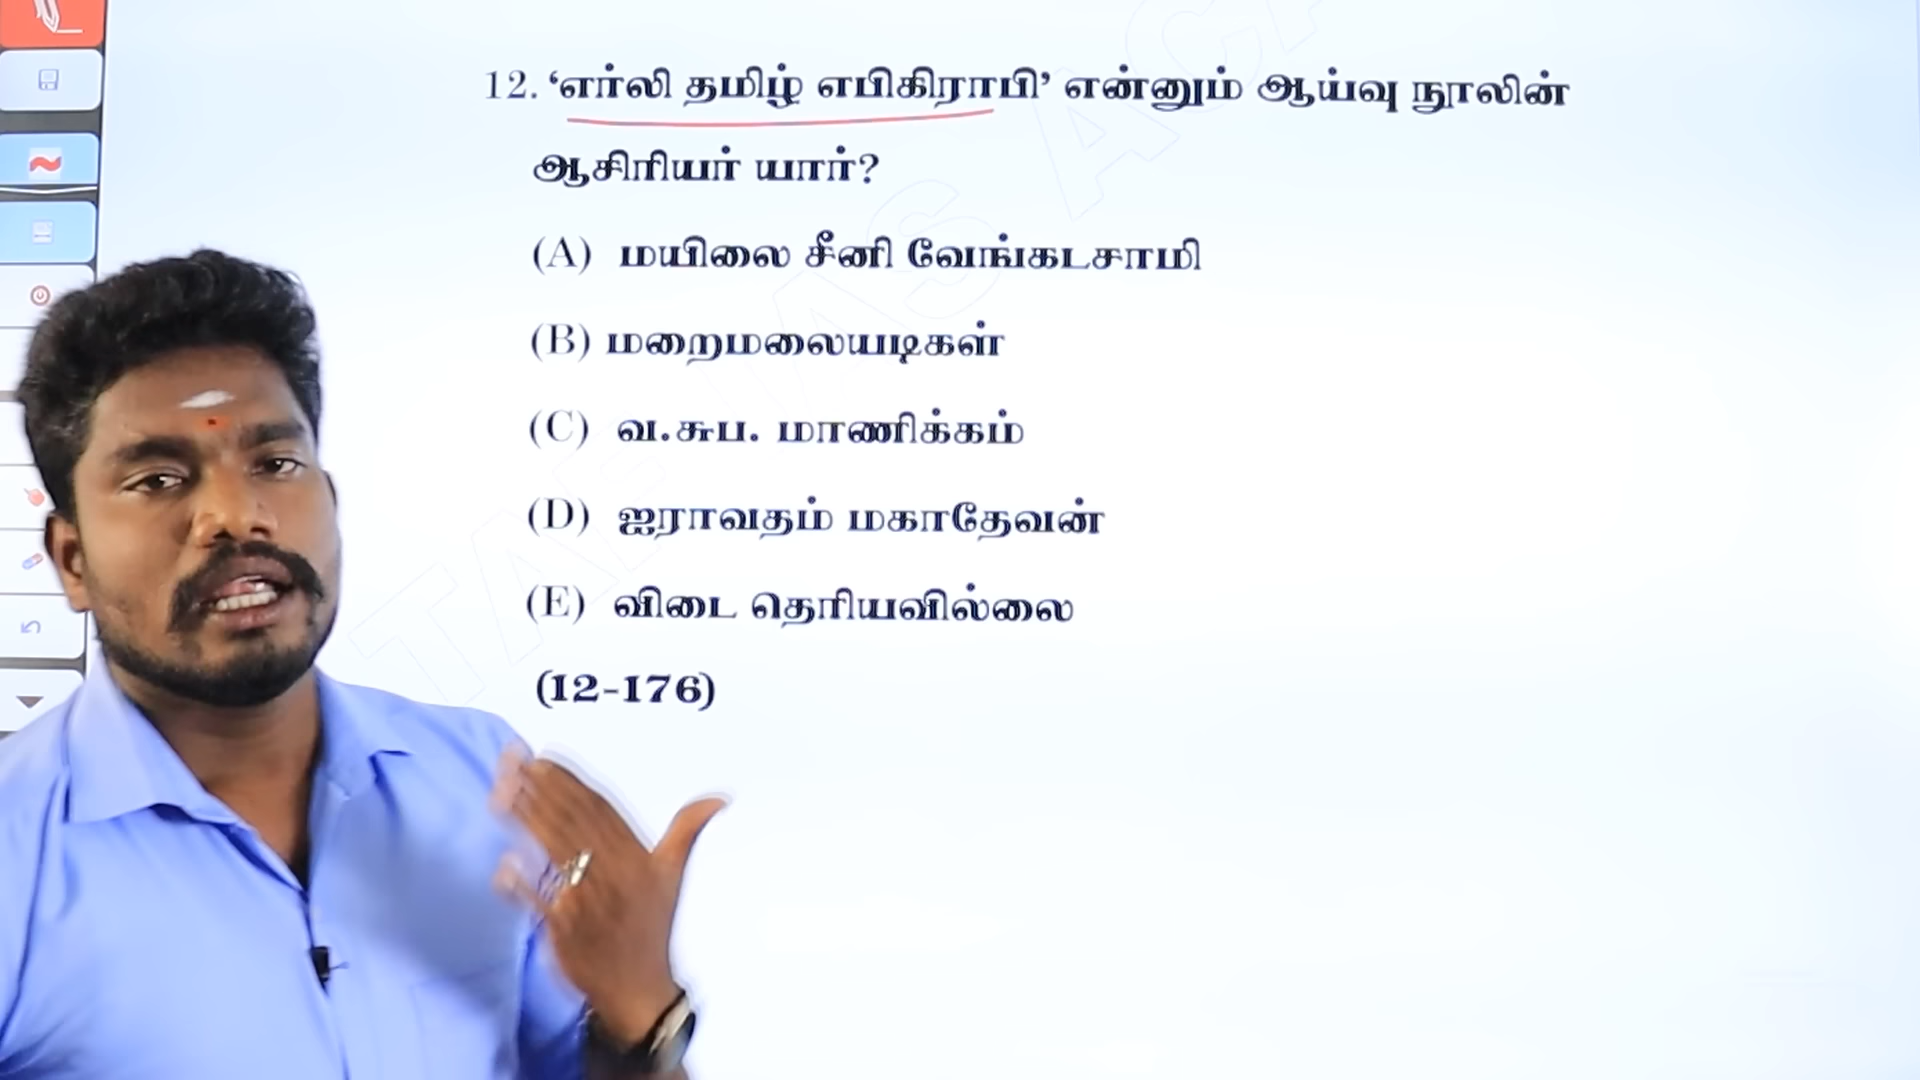 12. ‘எர்லி தமிழ் எபிகிராபி’ என்னும் ஆய்வு நூலின்
ஆசிரியர் யார்?
(A) மயிலை சீனி வேங்கடசாமி
(B) மறைமலையடிகள்
(C) வ.சுப. மாணிக்கம்
(D) ஐராவதம் மகாதேவன்
(E) விடை தெரியவில்லை
(12-176)